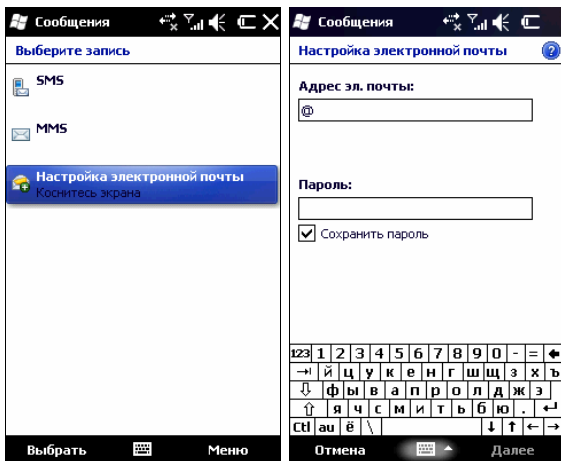 Сообщения
Выберите запись
SMS
MMS
Настройка электронной почты
Коснитесь экрана
Выбрать
Меню
Сообщения
Настройка электронной почты
?
Адрес эл. почты:
@
Пароль:
Сохранить пароль
123 1 2 3 4 5 6 7 8 9 0 - =
й ц у к е н г ш щ з х ъ
ф ы в а п р о л д ж э
я ч с м и т ь б ю .
Ctl аü ё \
Отмена
Далее